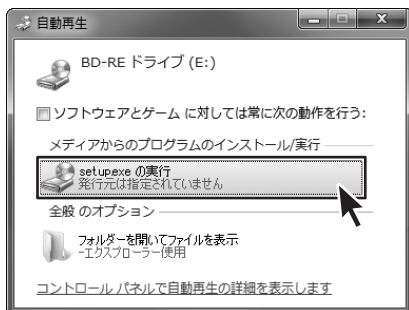 自動再生
BD-RE ドライブ (E:)
ソフトウェアとゲーム に対しては常に次の動作を行う:
メディアからのプログラムのインストール/実行
setup.exe の実行
発行元は指定されていません
全般 のオプション
フォルダーを開いてファイルを表示
-エクスプローラー使用
コントロール パネルで自動再生の詳細を表示します